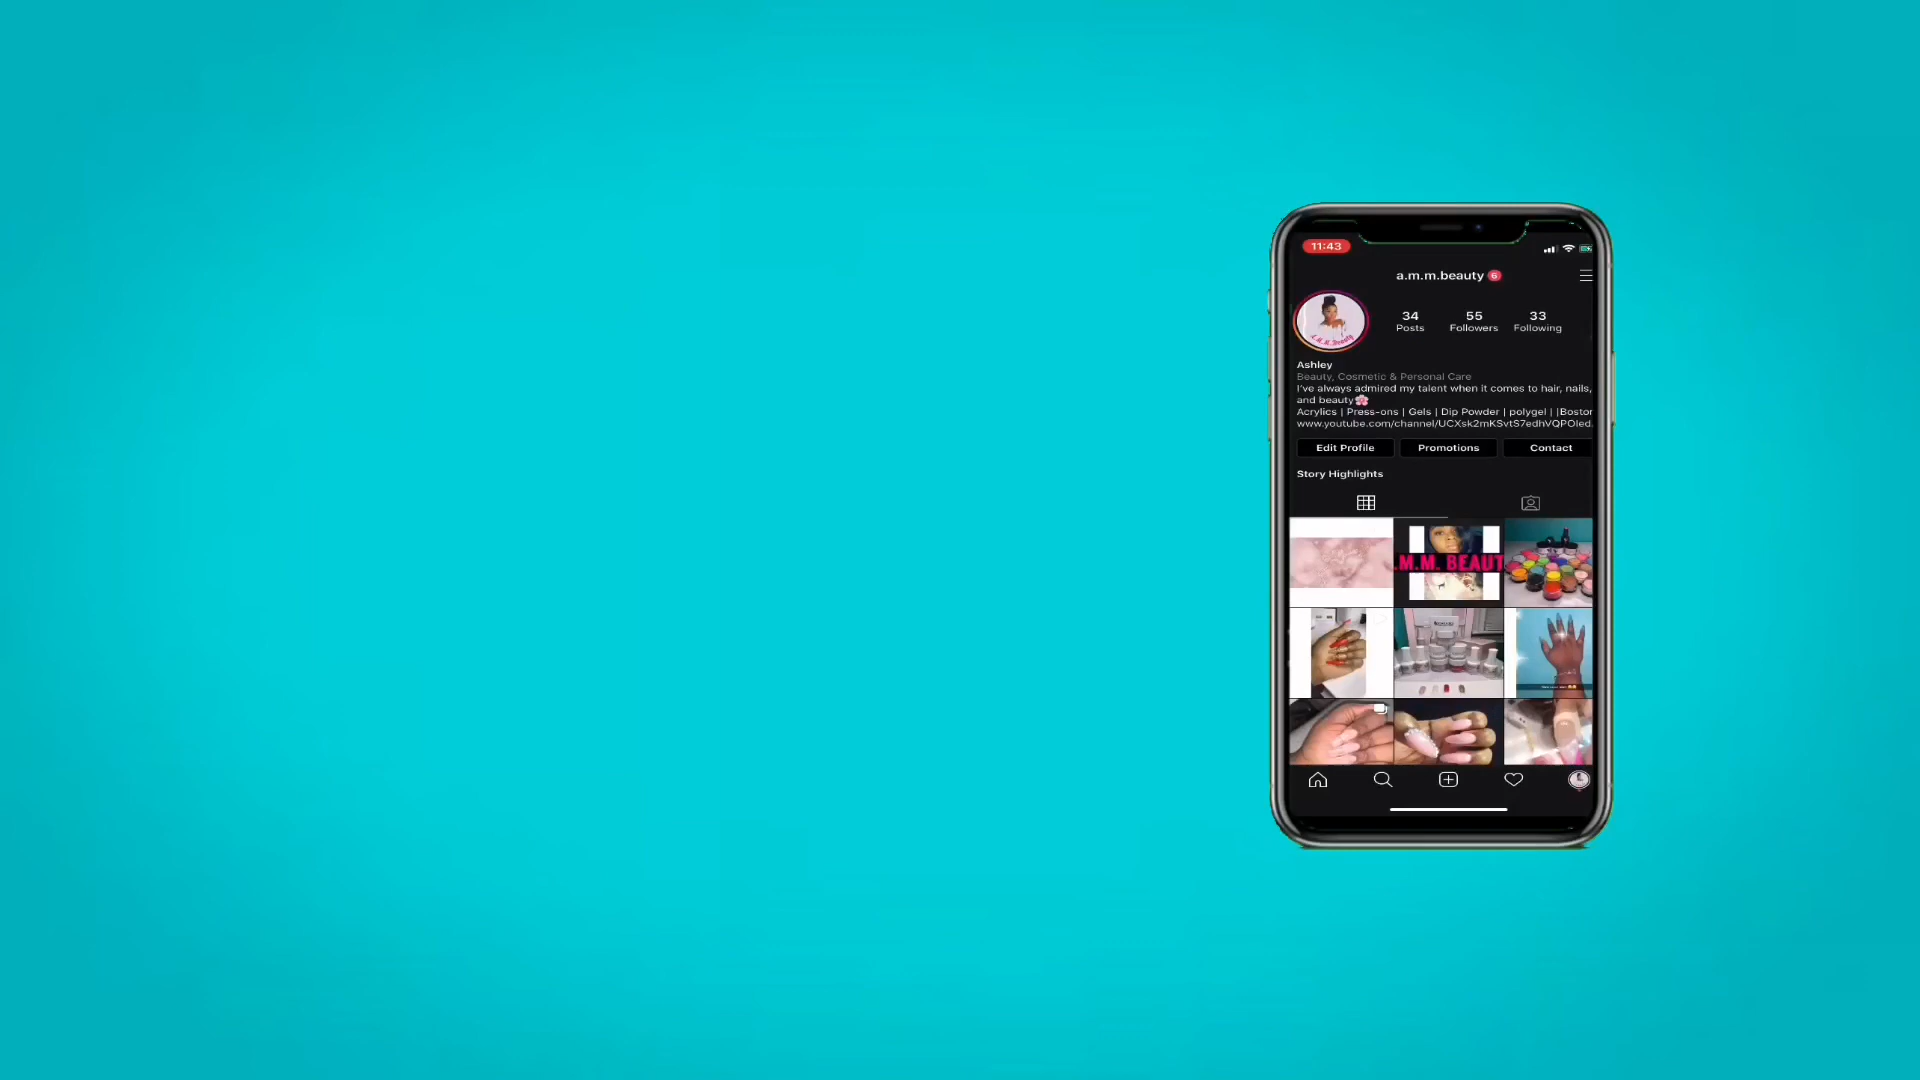 11:43
a.m.m.beauty 6
34 55 33
Posts Followers Following
Ashley
Beauty, Cosmetic & Personal Care
I've always admired my talent when it comes to hair, nails,
and beauty🌸
Acrylics | Press-ons | Gels | Dip Powder | polygel | |Boston
www.youtube.com/channel/UCXsk2mKSvtS7edhVQPOled.
Edit Profile Promotions Contact
Story Highlights
.M.M. BEAUT